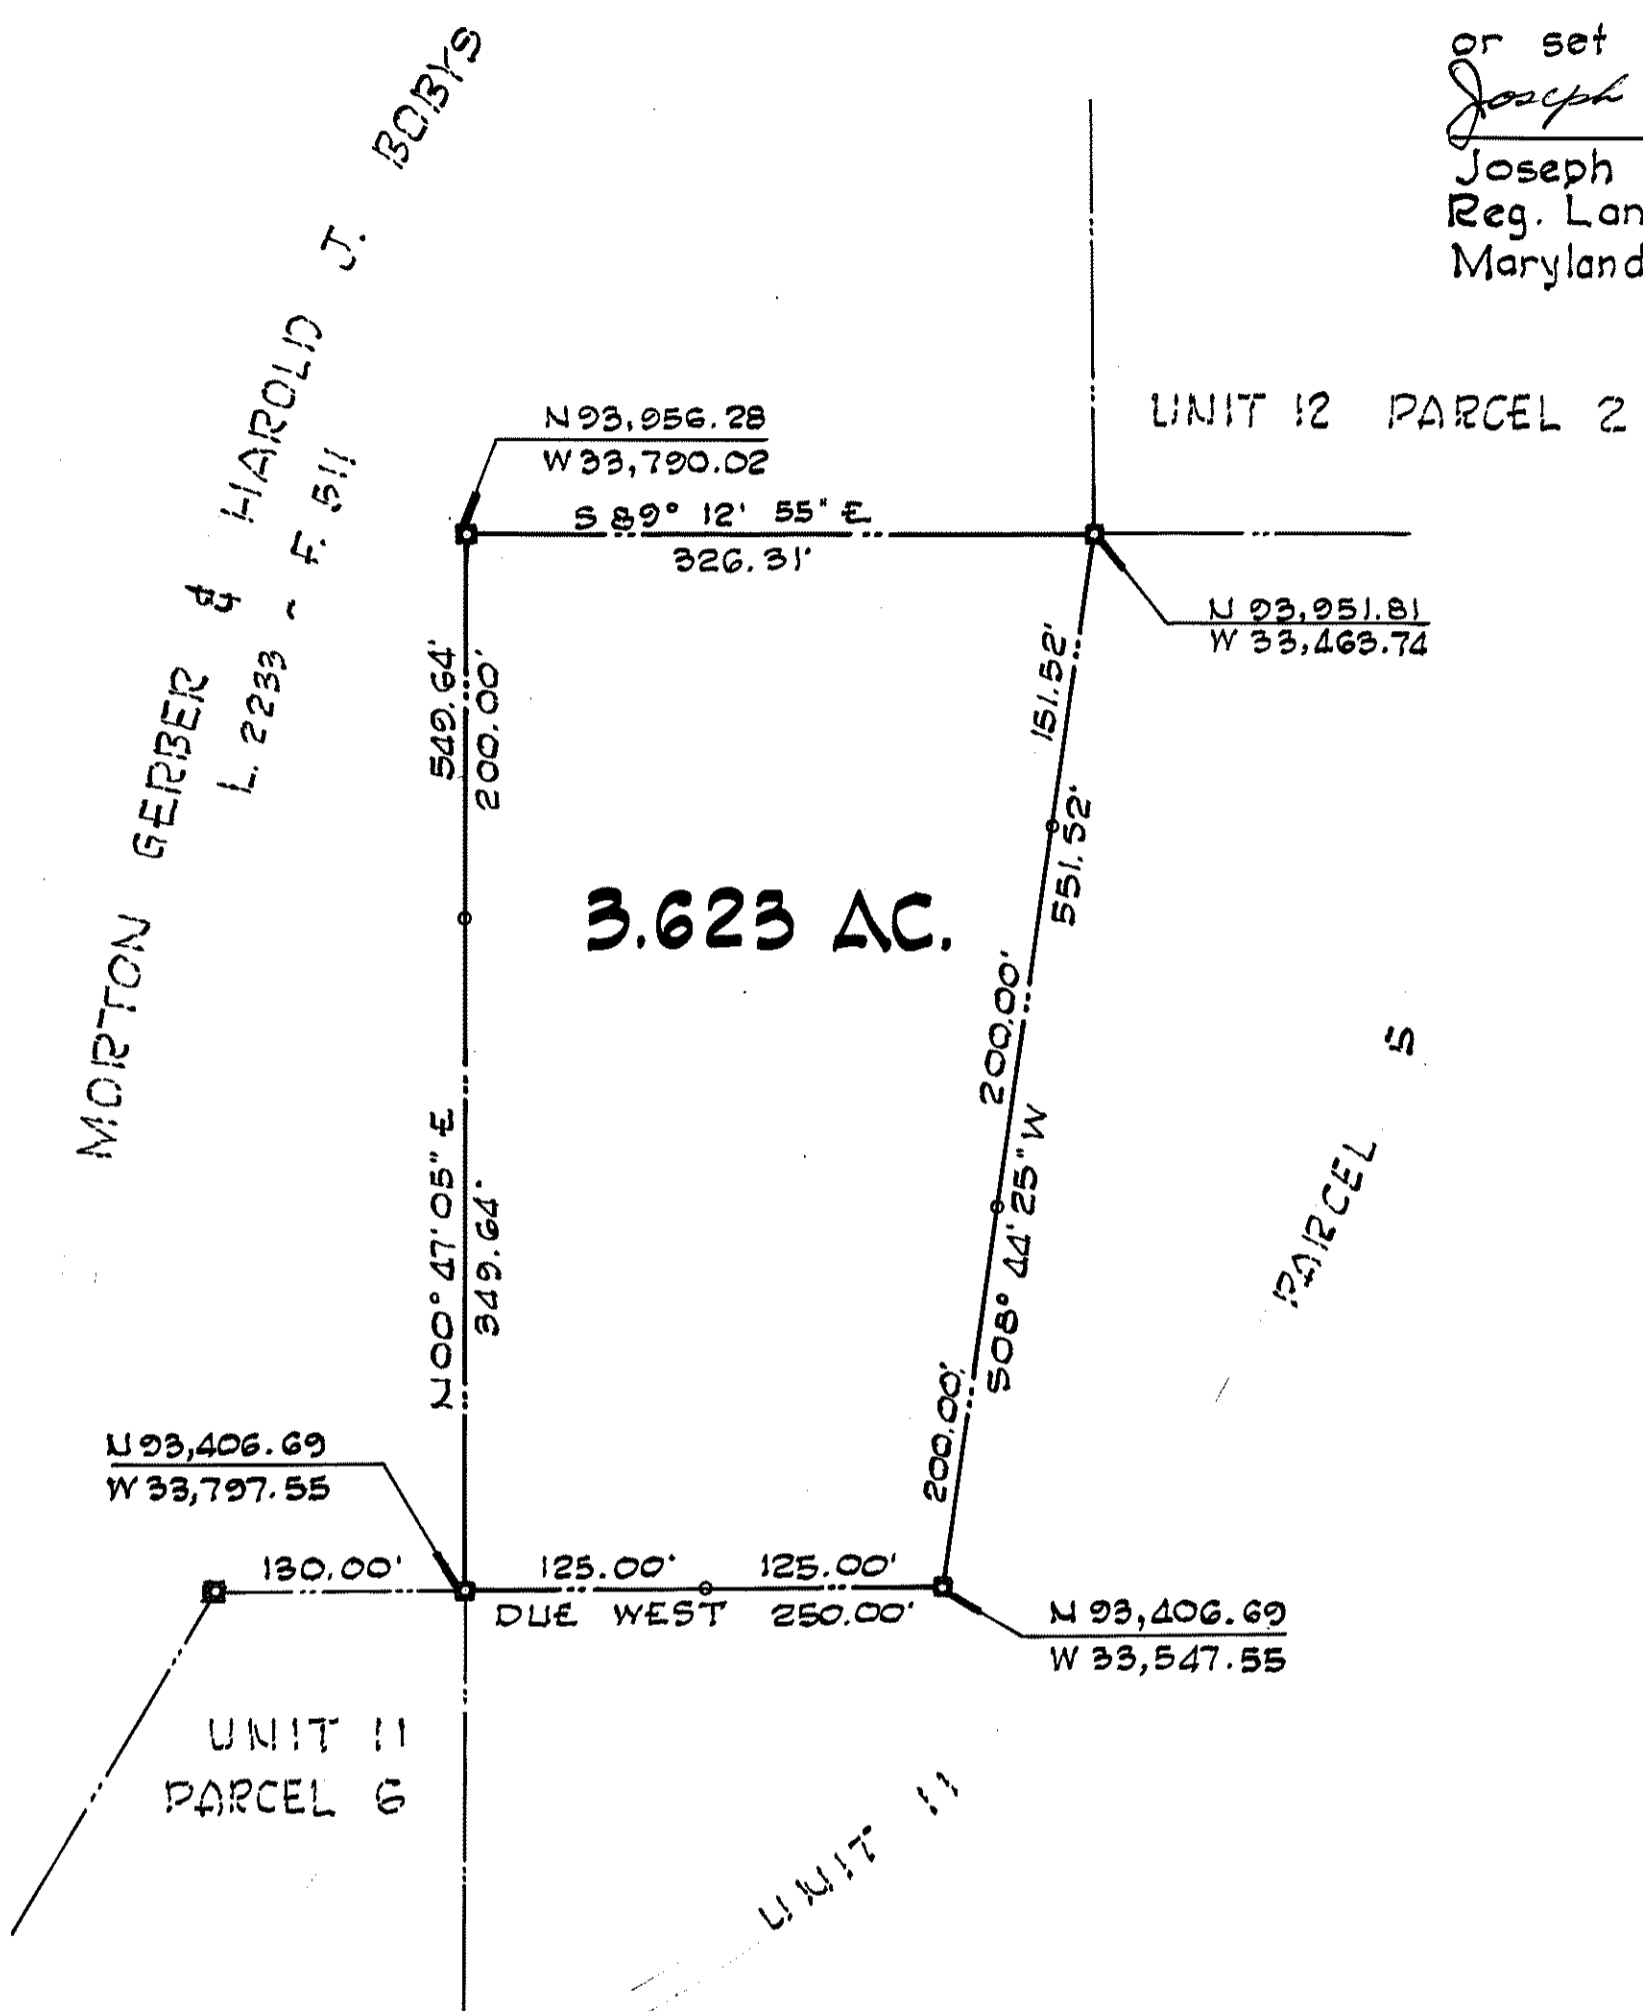 or set
Joseph
Joseph
Reg. Lan
Maryland
MORTON GERBER & HAROLD J. BOBYS
L. 2233 ~ F. 511
UNIT 12 PARCEL 2
N 93,956.28
W 33,790.02
S 89° 12' 55" E
326.31'
N 93,951.81
W 33,463.74
549.64'
200.00'
151.52'
551.52'
3.623 AC.
200.00'
S08° 44' 25" W
200.00'
N 00° 47' 05" E
349.64'
PARCEL 5
N 93,406.69
W 33,797.55
130.00'
125.00' 125.00'
DUE WEST 250.00'
N 93,406.69
W 33,547.55
UNIT 11
PARCEL 6
UNIT 11